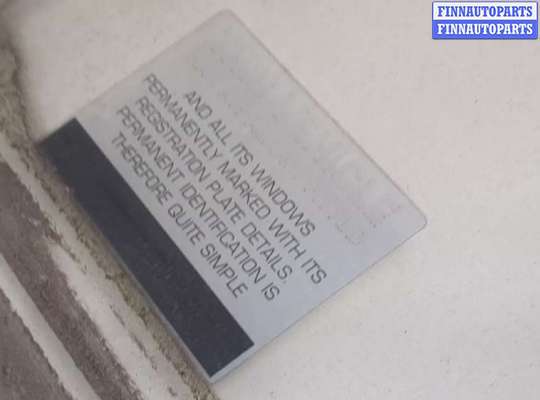 FINNAUTOPARTS
FINNAUTOPARTS
AND ALL ITS WINDOWS
PERMANENTLY MARKED WITH ITS
REGISTRATION PLATE DETAILS.
PERMANENT IDENTIFICATION IS
THEREFORE QUITE SIMPLE